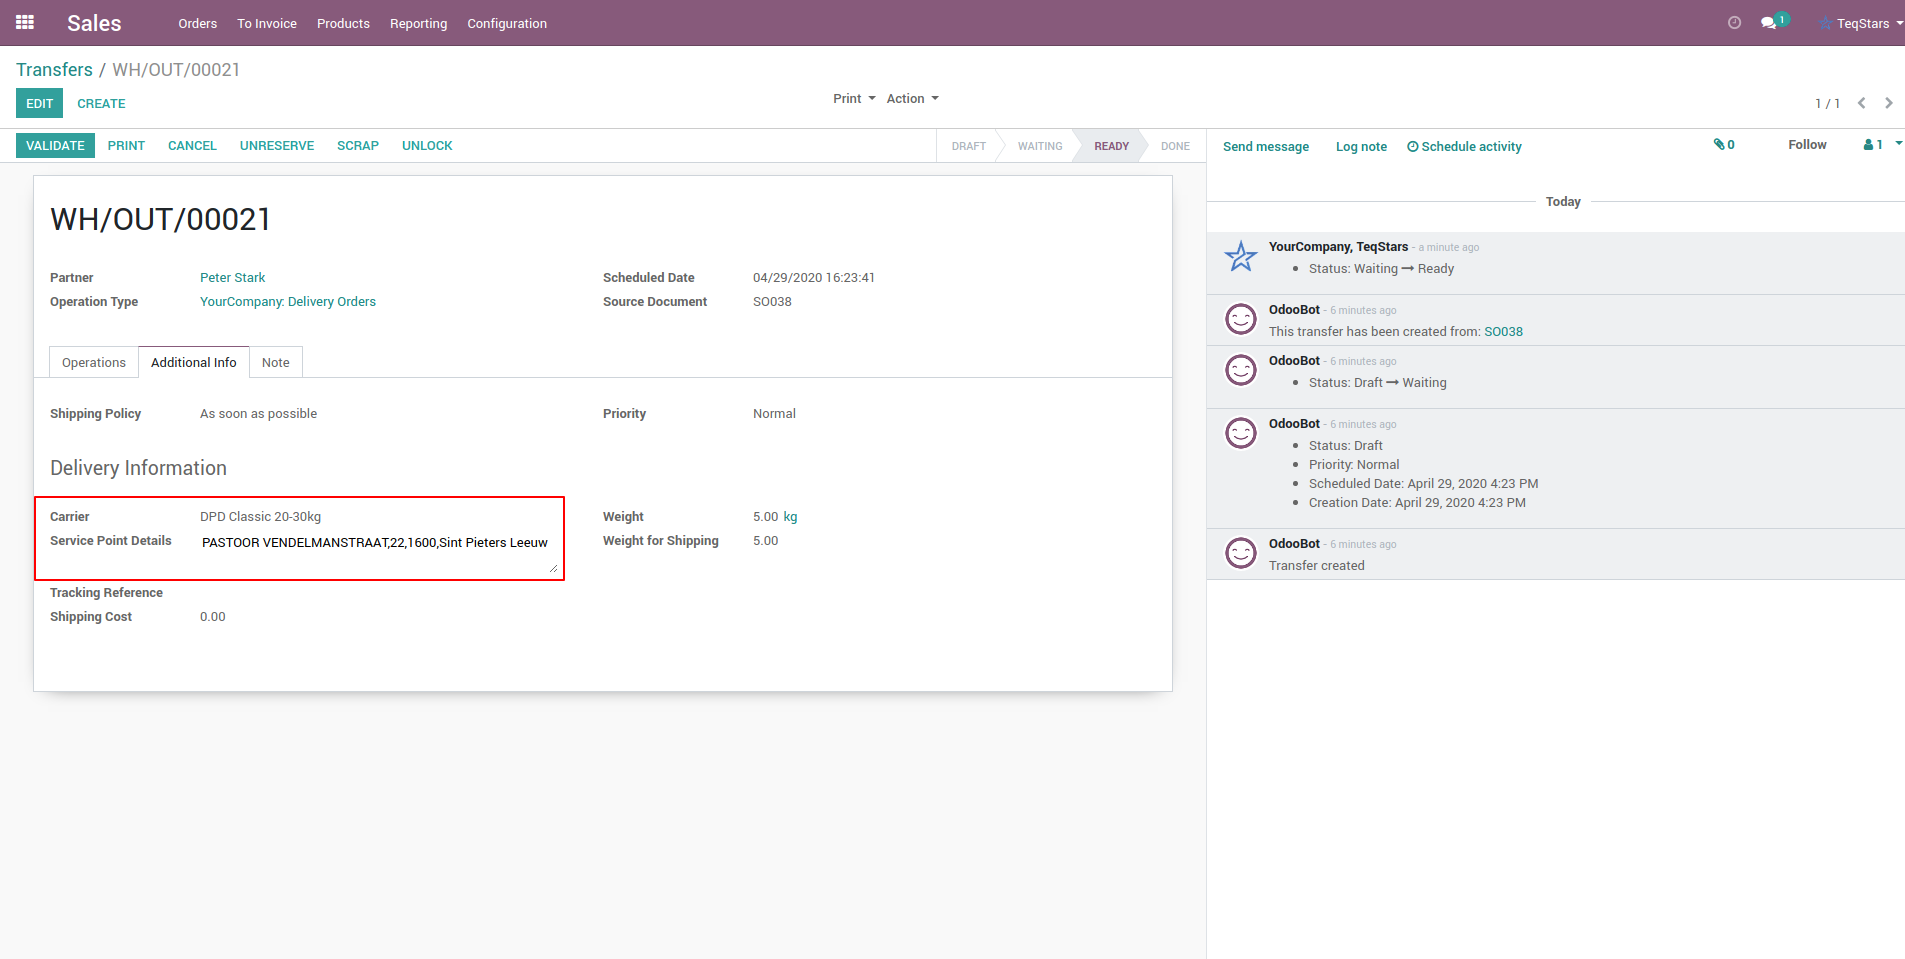 Sales Orders To Invoice Products Reporting Configuration 1 TeqStars
Transfers / WH/OUT/00021
EDIT CREATE Print Action 1 / 1
VALIDATE PRINT CANCEL UNRESERVE SCRAP UNLOCK DRAFT WAITING READY DONE
WH/OUT/00021
Partner Peter Stark Scheduled Date 04/29/2020 16:23:41
Operation Type YourCompany: Delivery Orders Source Document SO038
Operations Additional Info Note
Shipping Policy As soon as possible Priority Normal
Delivery Information
Carrier DPD Classic 20-30kg Weight 5.00 kg
Service Point Details PASTOOR VENDELMANSTRAAT,22,1600,Sint Pieters Leeuw Weight for Shipping 5.00
Tracking Reference
Shipping Cost 0.00
Send message Log note Schedule activity 0 Follow 1
Today
YourCompany, TeqStars - a minute ago
• Status: Waiting → Ready
OdooBot - 6 minutes ago
This transfer has been created from: SO038
OdooBot - 6 minutes ago
• Status: Draft → Waiting
OdooBot - 6 minutes ago
• Status: Draft
• Priority: Normal
• Scheduled Date: April 29, 2020 4:23 PM
• Creation Date: April 29, 2020 4:23 PM
OdooBot - 6 minutes ago
Transfer created